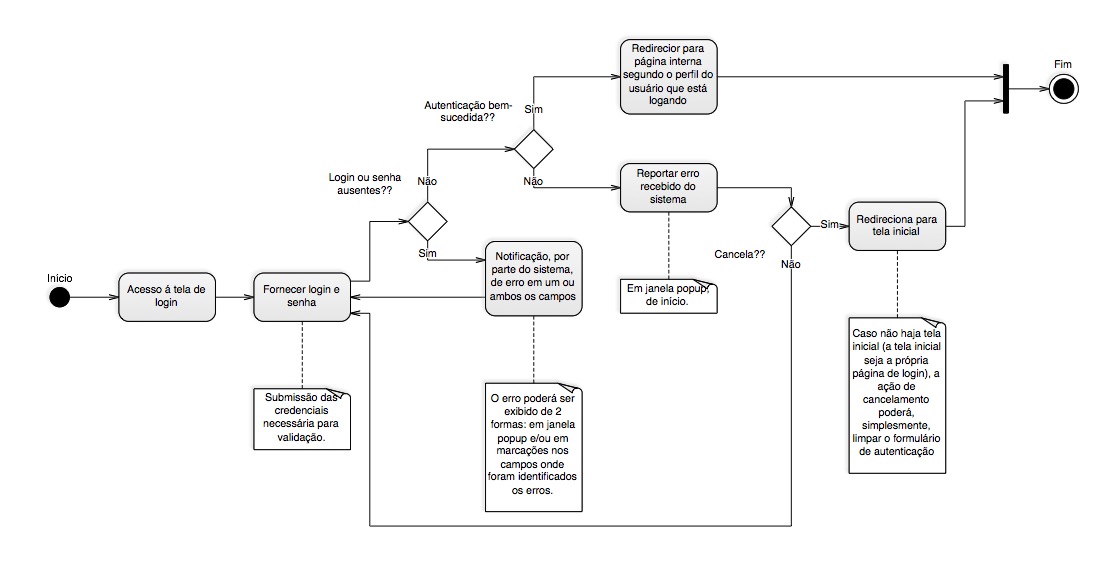 Redirecior para
página interna
segundo o perfil do
usuário que está
logando
Fim
Autenticação bem-
sucedida??
Sim
Não
Login ou senha
ausentes??
Não
Sim
Reportar erro
recebido do
sistema
Cancela??
Sim
Não
Redireciona para
tela inicial
Notificação, por
parte do sistema,
de erro em um ou
ambos os campos
Início
Acesso á tela de
login
Fornecer login e
senha
Em janela popup,
de início.
Caso não haja tela
inicial (a tela inicial
seja a própria
página de login), a
ação de
cancelamento
poderá,
simplesmente,
limpar o formulário
de autenticação
Submissão das
credenciais
necessária para
validação.
O erro poderá ser
exibido de 2
formas: em janela
popup e/ou em
marcações nos
campos onde
foram identificados
os erros.